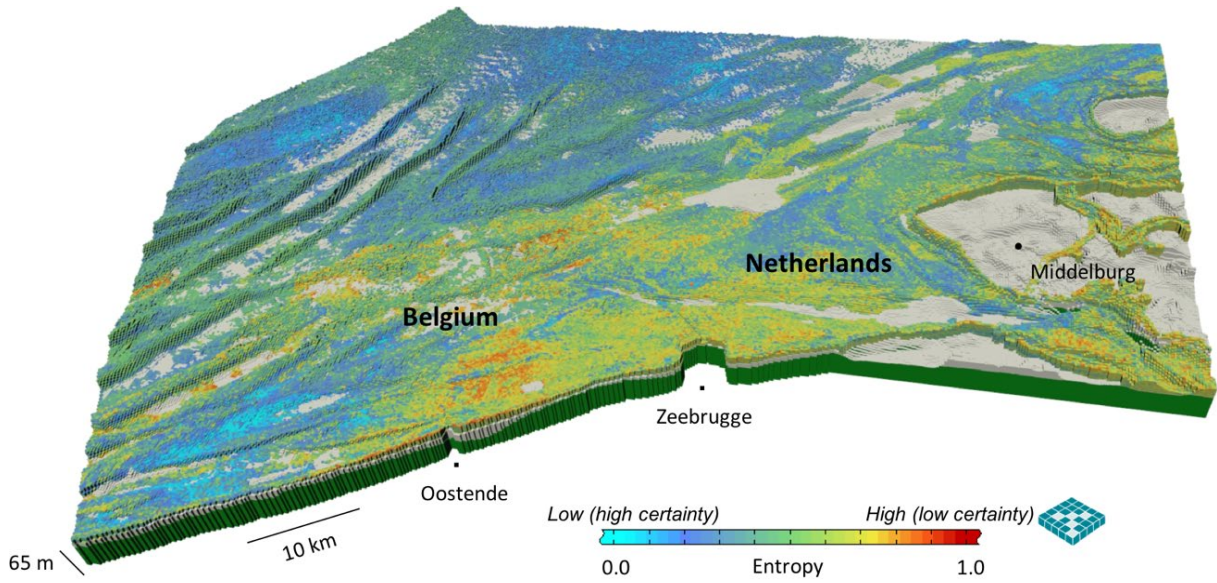 Netherlands
Middelburg
Belgium
Zeebrugge
Oostende
10 km
65 m
Low (high certainty)
High (low certainty)
0.0
Entropy
1.0